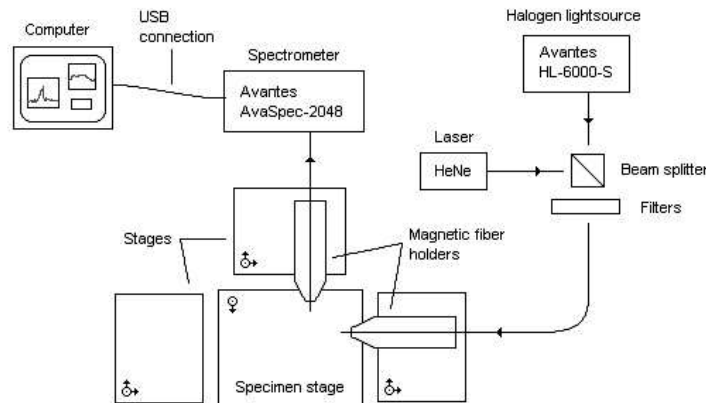 Computer
USB
connection
Spectrometer
Avantes
AvaSpec-2048
Halogen lightsource
Avantes
HL-6000-S
Laser
HeNe
Beam splitter
Filters
Stages
Magnetic fiber
holders
Specimen stage